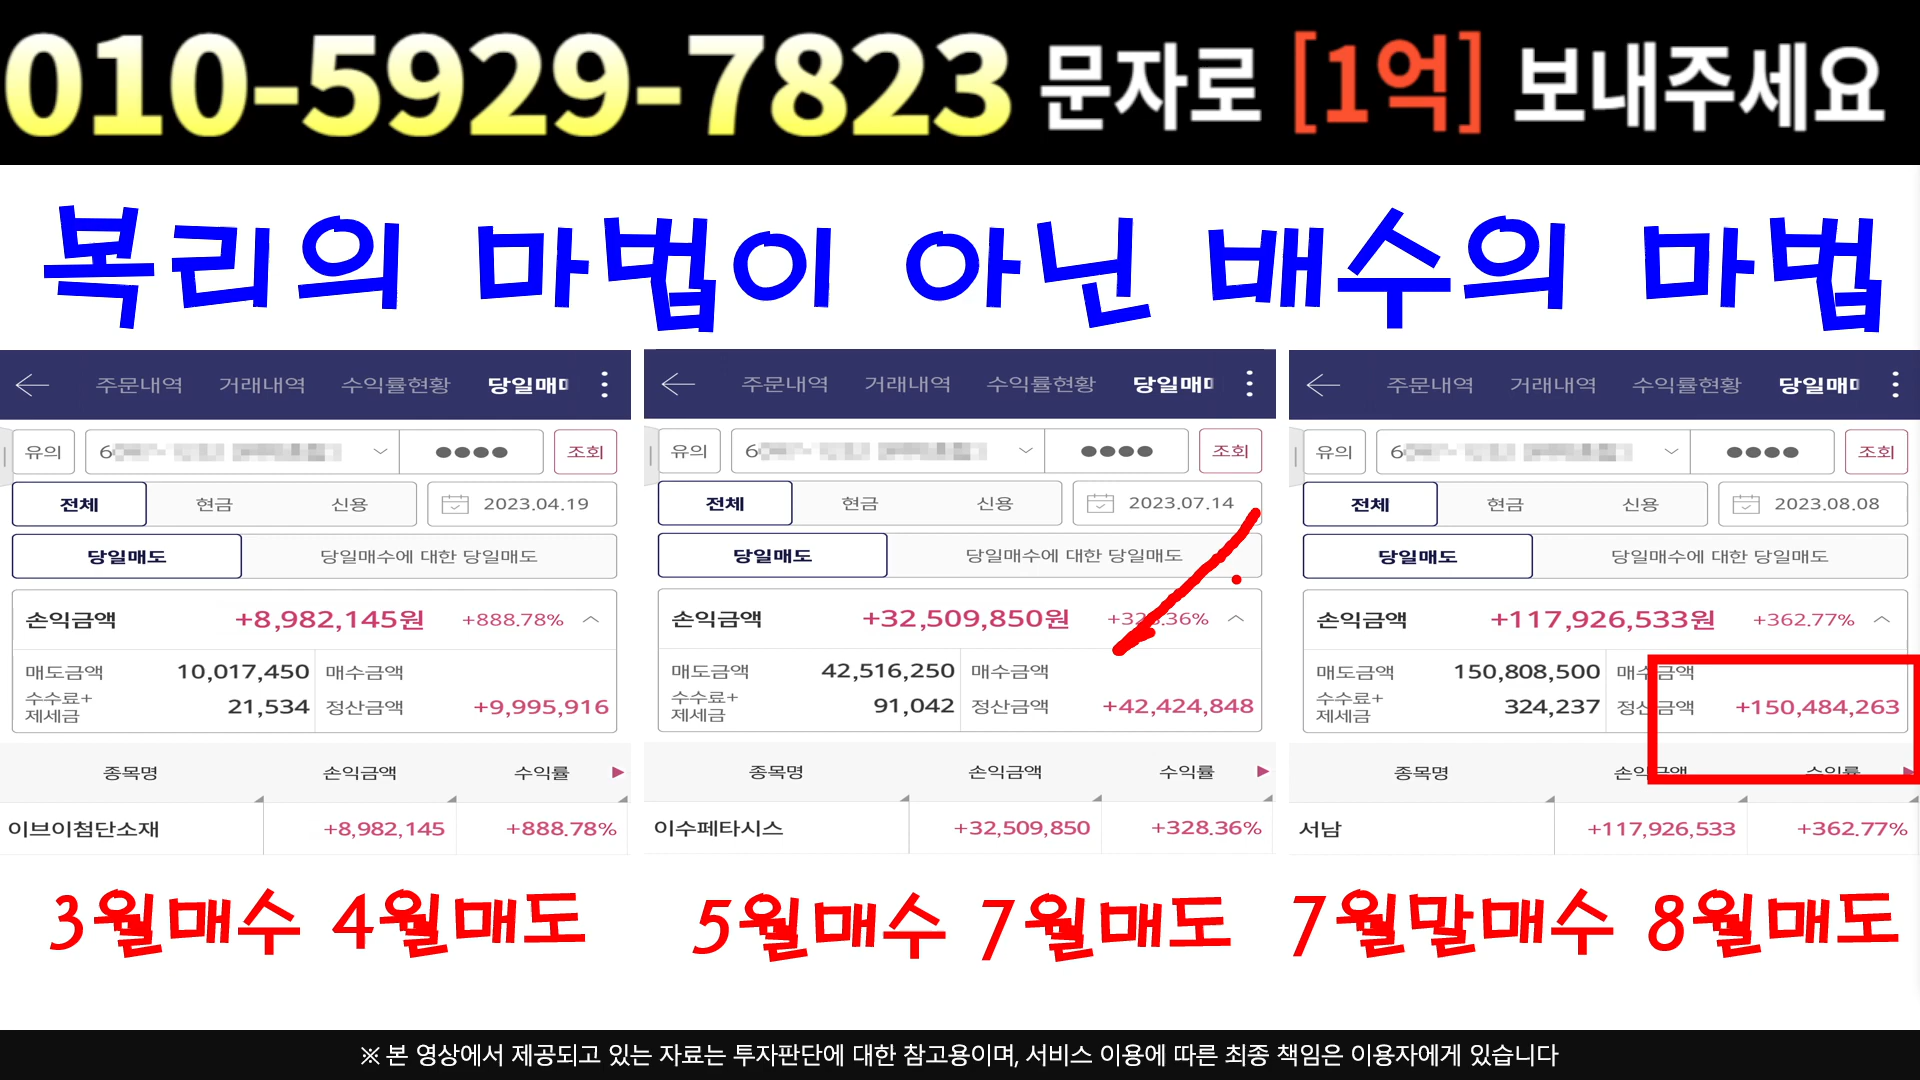 010-5929-7823 문자로 [1억] 보내주세요
복리의 마법이 아닌 배수의 마법
주문내역 거래내역 수익률현황 당일매매
유의 6 ●●●● 조회
전체 현금 신용 2023.04.19
당일매도 당일매수에 대한 당일매도
손익금액 +8,982,145원 +888.78%
매도금액 10,017,450 매수금액
수수료+
제세금 21,534 정산금액 +9,995,916
종목명 손익금액 수익률
이브이첨단소재 +8,982,145 +888.78%
3월매수 4월매도
주문내역 거래내역 수익률현황 당일매매
유의 6 ●●●● 조회
전체 현금 신용 2023.07.14
당일매도 당일매수에 대한 당일매도
손익금액 +32,509,850원 +328.36%
매도금액 42,516,250 매수금액
수수료+
제세금 91,042 정산금액 +42,424,848
종목명 손익금액 수익률
이수페타시스 +32,509,850 +328.36%
5월매수 7월매도
주문내역 거래내역 수익률현황 당일매매
유의 6 ●●●● 조회
전체 현금 신용 2023.08.08
당일매도 당일매수에 대한 당일매도
손익금액 +117,926,533원 +362.77%
매도금액 150,808,500 매수금액
수수료+
제세금 324,237 정산금액 +150,484,263
종목명 손익금액 수익률
서남 +117,926,533 +362.77%
7월말매수 8월매도
※ 본 영상에서 제공되고 있는 자료는 투자판단에 대한 참고용이며, 서비스 이용에 따른 최종 책임은 이용자에게 있습니다